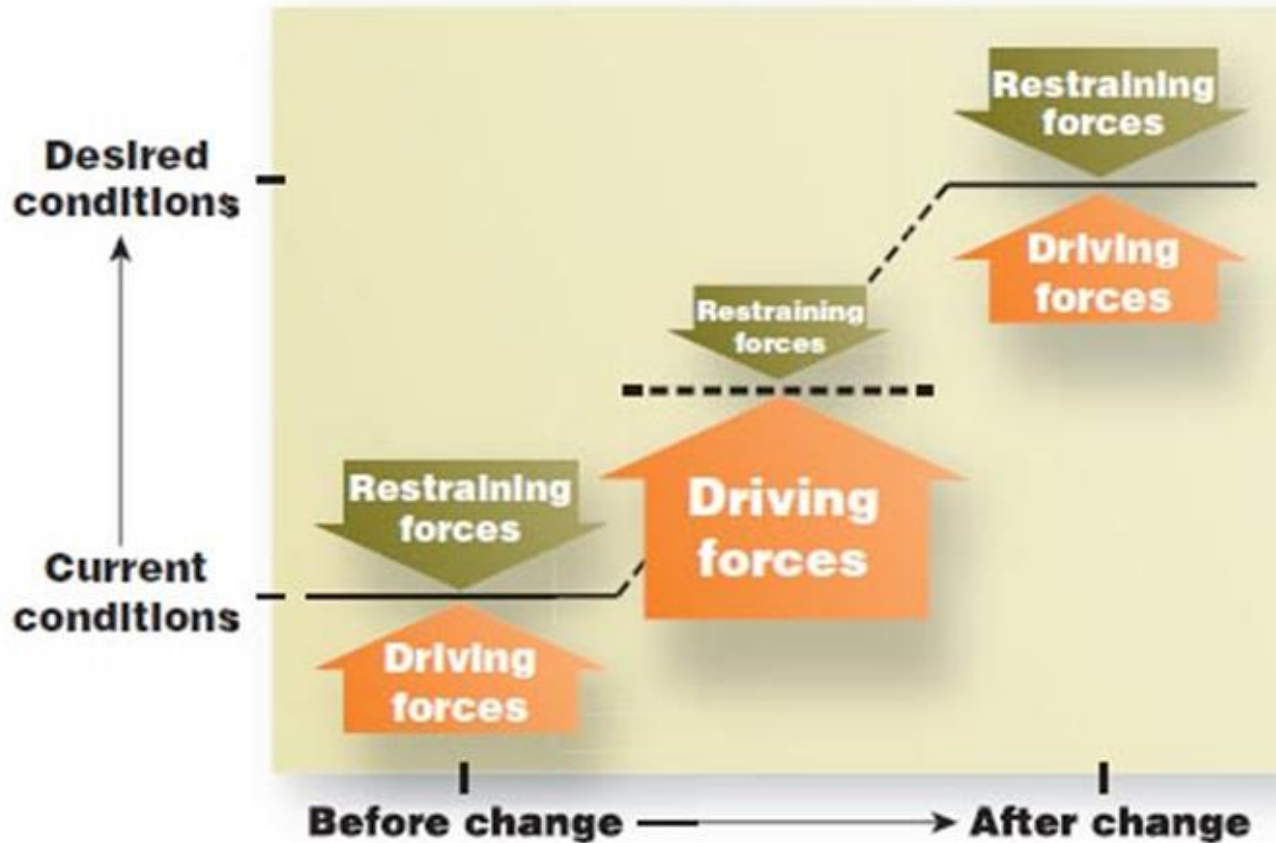 Restraining
forces
Desired
conditions
Driving
forces
Restraining
forces
Restraining
forces
Driving
forces
Current
conditions
Driving
forces
Before change
After change